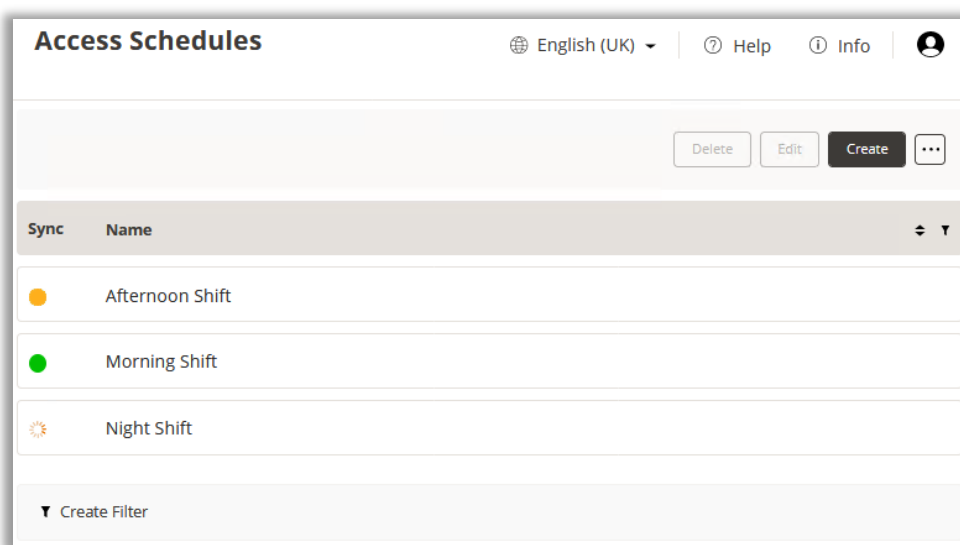 Access Schedules English (UK) Help Info
Delete Edit Create
Sync Name
Afternoon Shift
Morning Shift
Night Shift
Create Filter